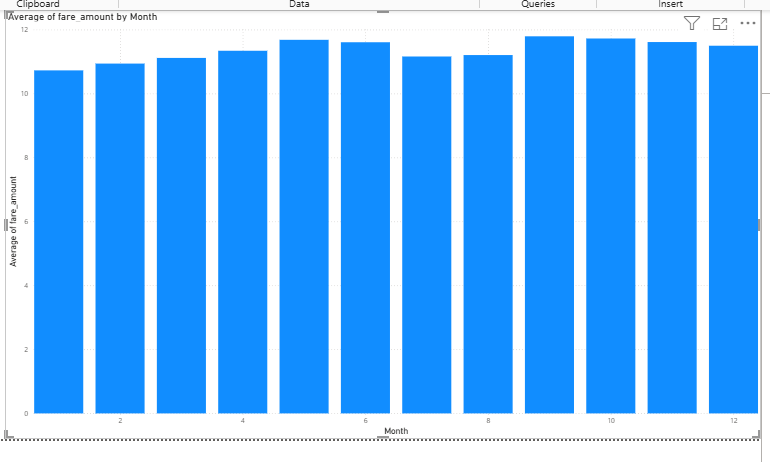 Clipboard Data Queries Insert
Average of fare_amount by Month
12
10
8
6
4
2
0
Average of fare_amount
2 4 6 8 10 12
Month